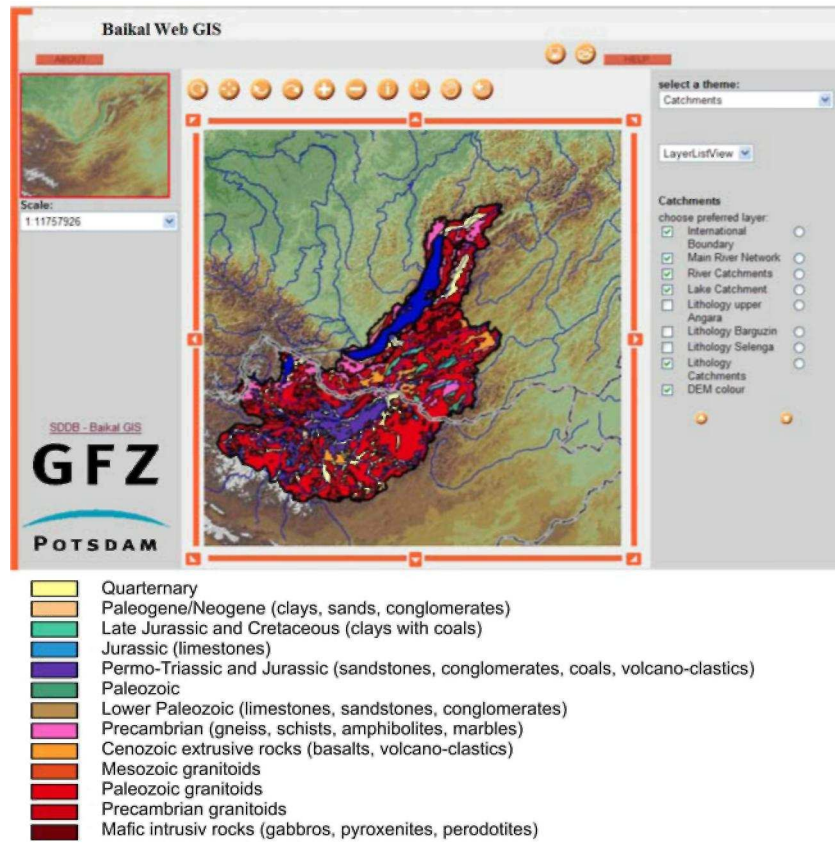 Baikal Web GIS
ABOUT
HELP
select a theme:
Catchments
LayerListView
Scale:
1:11757926
Catchments
choose preferred layer:
International
Boundary
Main River Network
River Catchments
Lake Catchment
Lithology upper
Angara
Lithology Barguzin
Lithology Selenga
Lithology
Catchments
DEM colour
SDDB - Baikal GIS
GFZ
POTSDAM
Quarternary
Paleogene/Neogene (clays, sands, conglomerates)
Late Jurassic and Cretaceous (clays with coals)
Jurassic (limestones)
Permo-Triassic and Jurassic (sandstones, conglomerates, coals, volcano-clastics)
Paleozoic
Lower Paleozoic (limestones, sandstones, conglomerates)
Precambrian (gneiss, schists, amphibolites, marbles)
Cenozoic extrusive rocks (basalts, volcano-clastics)
Mesozoic granitoids
Paleozoic granitoids
Precambrian granitoids
Mafic intrusiv rocks (gabbros, pyroxenites, perodotites)